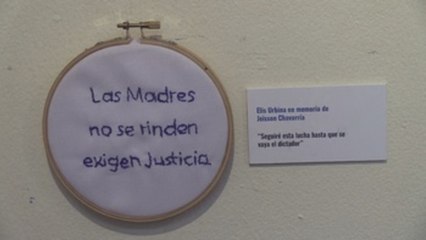 Las Madres
no se rinden
exigen Justicia.
Elis Urbina en memoria de
Joisson Chavarría
"Seguiré esta lucha hasta que se
vaya el dictador"